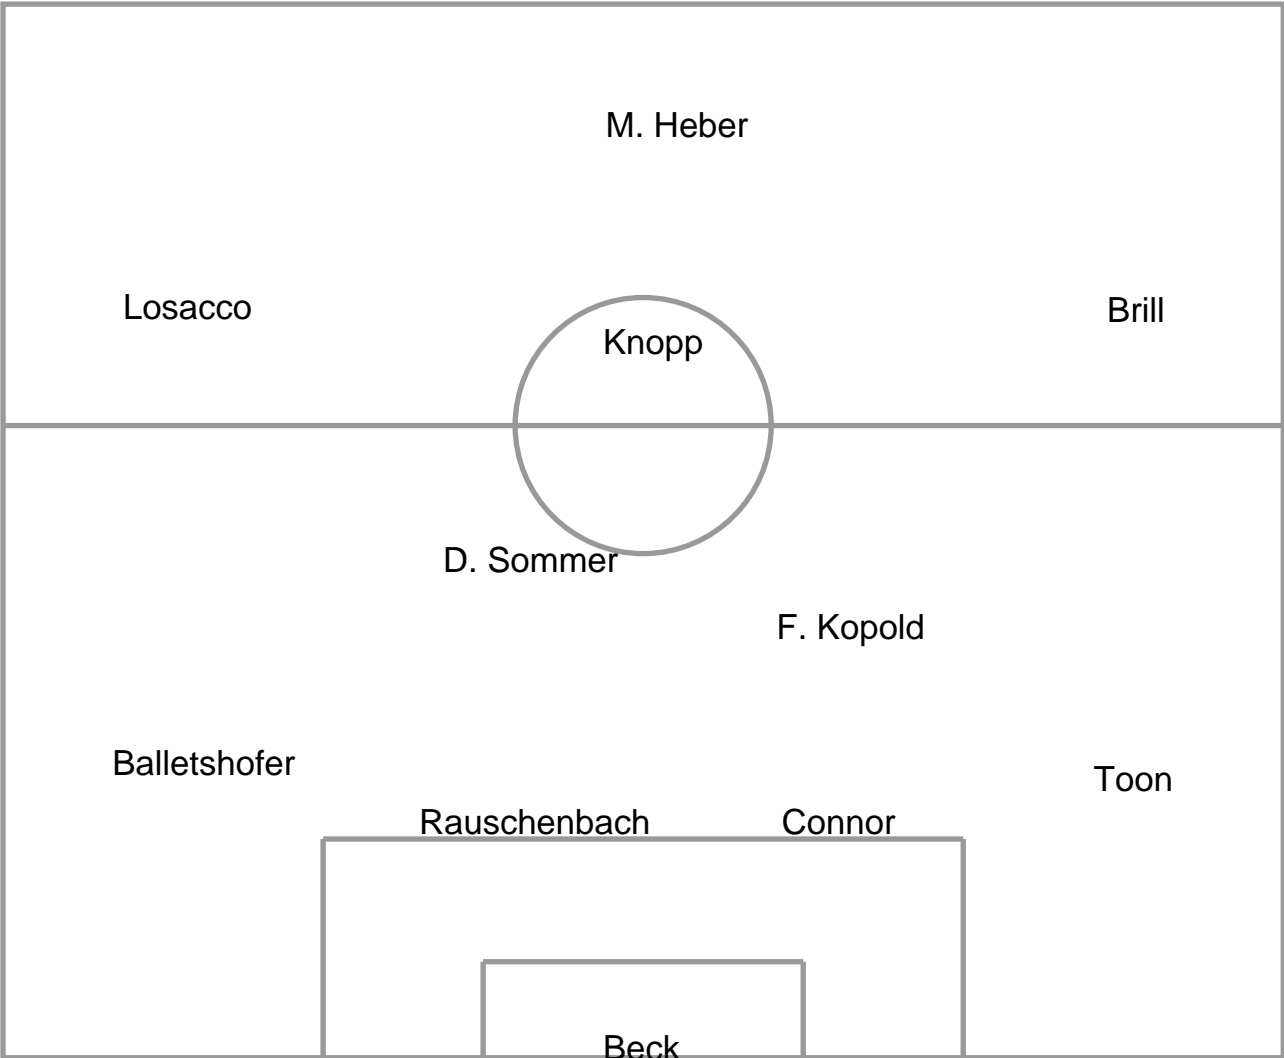 M. Heber
Losacco
Brill
Knopp
D. Sommer
F. Kopold
Balletshofer
Toon
Rauschenbach
Connor
Beck